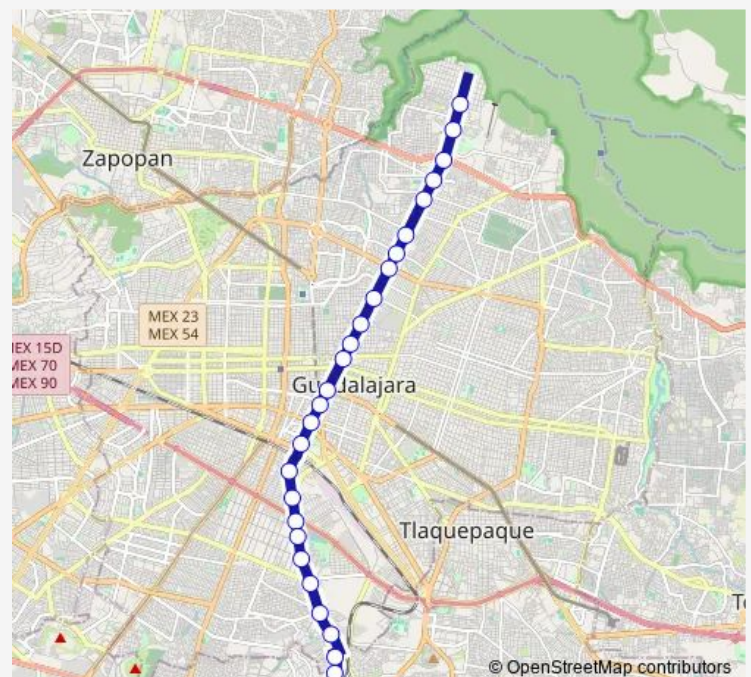 Zapopan
MEX 23
MEX 54
MEX 15D
MEX 70
MEX 90
Guadalajara
Tlaquepaque
© OpenStreetMap contributors